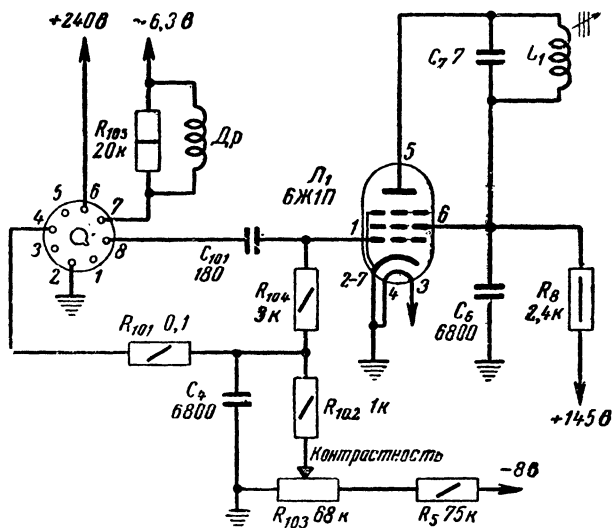 +240в
~6,3в
R103
20к
Др
5
6
4
7
3
8
2
1
C101
180
Л1
6Ж1П
5
1
6
2-7
4
3
C7 7
L1
R104
9к
C6
6800
R8
2,4к
+145в
R101 0,1
C4
6800
R102 1к
Контрастность
R103 68к
R5 75к
-8в